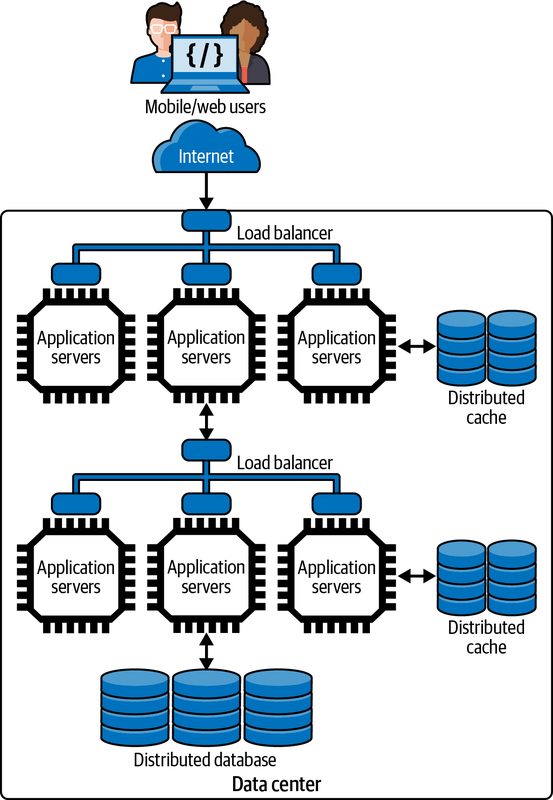 {/}
Mobile/web users
Internet
Load balancer
Application
servers
Application
servers
Application
servers
Distributed
cache
Load balancer
Application
servers
Application
servers
Application
servers
Distributed
cache
Distributed database
Data center